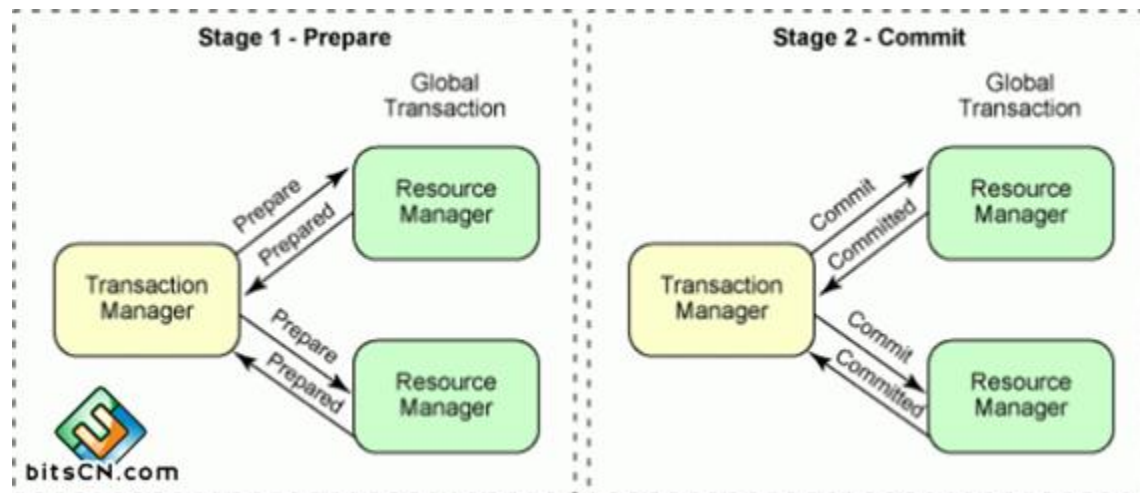 Stage 1 - Prepare
Global
Transaction
Resource
Manager
Prepare
Prepared
Transaction
Manager
Prepare
Prepared
Resource
Manager
bitsCN.com
Stage 2 - Commit
Global
Transaction
Resource
Manager
Commit
Committed
Transaction
Manager
Commit
Committed
Resource
Manager